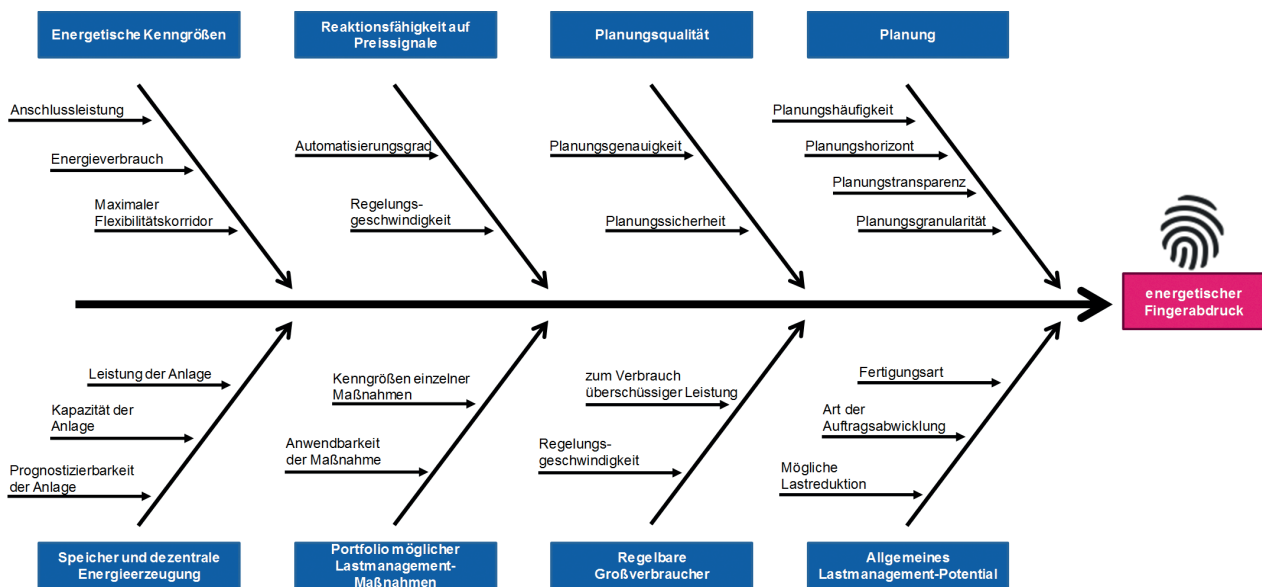 Energetische Kenngrößen
Reaktionsfähigkeit auf
Preissignale
Planungsqualität
Planung
Anschlussleistung
Energieverbrauch
Maximaler
Flexibilitätskorridor
Automatisierungsgrad
Regelungs-
geschwindigkeit
Planungsgenauigkeit
Planungssicherheit
Planungshäufigkeit
Planungshorizont
Planungstransparenz
Planungsgranularität
energetischer
Fingerabdruck
Leistung der Anlage
Kapazität der
Anlage
Prognostizierbarkeit
der Anlage
Kenngrößen einzelner
Maßnahmen
Anwendbarkeit
der Maßnahme
zum Verbrauch
überschüssiger Leistung
Regelungs-
geschwindigkeit
Fertigungsart
Art der
Auftragsabwicklung
Mögliche
Lastreduktion
Speicher und dezentrale
Energieerzeugung
Portfolio möglicher
Lastmanagement-
Maßnahmen
Regelbare
Großverbraucher
Allgemeines
Lastmanagement-Potential